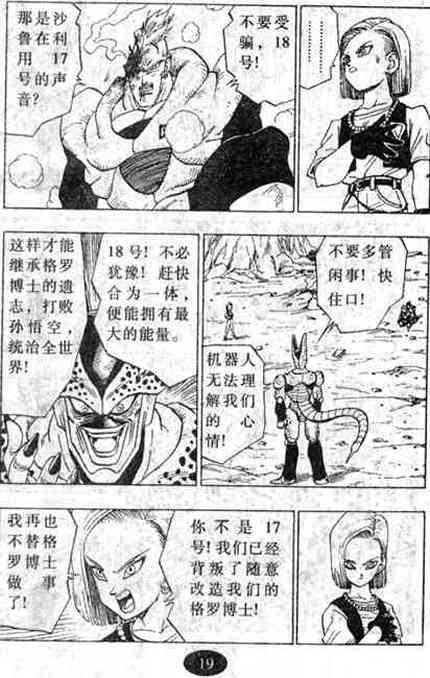 …………
不要受
骗，18
号！
那是沙
鲁在利
用 17
号的声
音？
不要多管
闲事！快
住口！
机器人
无法理
解我们心
情！
18号！不必
犹豫！赶快
合为一体，
便能拥有最
大的能量。
这样才能
继承格罗
博士的遗
志，打败
孙悟空，
统治全世
界！
你不是17
号！我们已经
背叛了随意
改造我们的
格罗博士！
我再也
不替格
罗博士
做事
了！
19